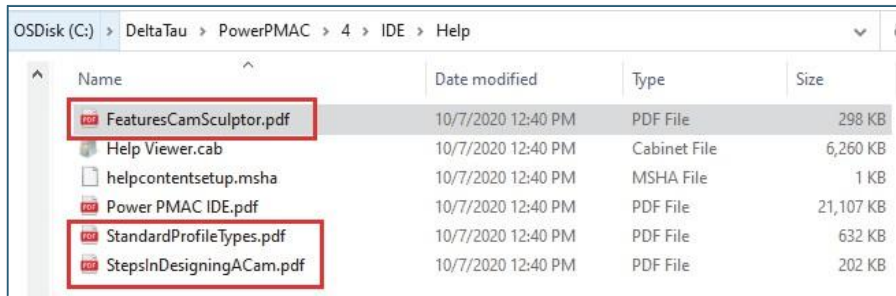 OSDisk (C:) > DeltaTau > PowerPMAC > 4 > IDE > Help
Name Date modified Type Size
FeaturesCamSculptor.pdf 10/7/2020 12:40 PM PDF File 298 KB
Help Viewer.cab 10/7/2020 12:40 PM Cabinet File 6,260 KB
helpcontentsetup.msha 10/7/2020 12:40 PM MSHA File 1 KB
Power PMAC IDE.pdf 10/7/2020 12:40 PM PDF File 21,107 KB
StandardProfileTypes.pdf 10/7/2020 12:40 PM PDF File 632 KB
StepsInDesigningACam.pdf 10/7/2020 12:40 PM PDF File 202 KB